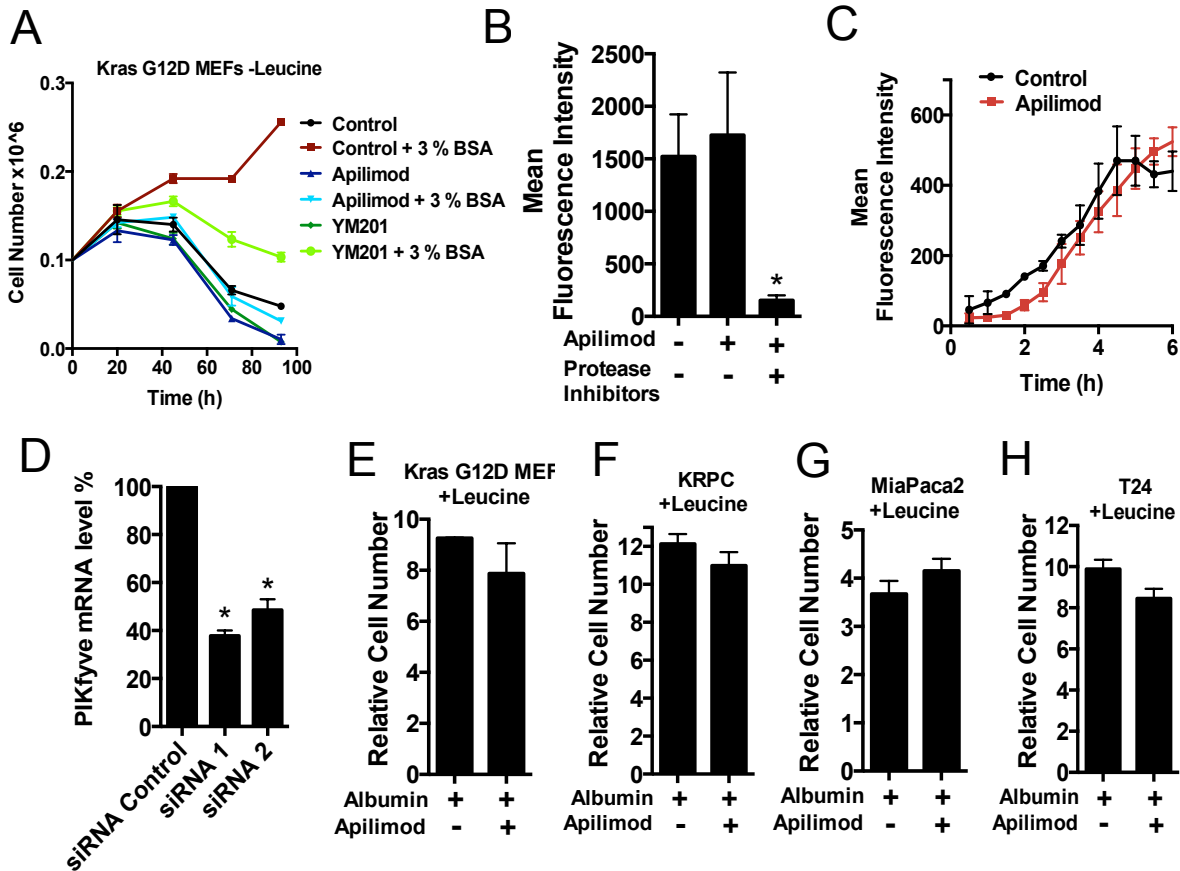 A
Kras G12D MEFs -Leucine
Cell Number x10^6
0.3
0.2
0.1
0.0
0
20
40
60
80
100
Time (h)
Control
Control + 3 % BSA
Apilimod
Apilimod + 3 % BSA
YM201
YM201 + 3 % BSA
B
Mean
Fluorescence Intensity
2500
2000
1500
1000
500
0
*
Apilimod - + +
Protease
Inhibitors - - +
C
Control
Apilimod
Mean
Fluorescence Intensity
600
400
200
0
0
2
4
6
Time (h)
D
PIKfyve mRNA level %
100
80
60
40
20
0
*
*
siRNA Control
siRNA 1
siRNA 2
E
Kras G12D MEF
+Leucine
Relative Cell Number
10
8
6
4
2
0
Albumin + +
Apilimod - +
F
KRPC
+Leucine
Relative Cell Number
12
10
8
6
4
2
0
Albumin + +
Apilimod - +
G
MiaPaca2
+Leucine
Relative Cell Number
5
4
3
2
1
0
Albumin + +
Apilimod - +
H
T24
+Leucine
Relative Cell Number
12
10
8
6
4
2
0
Albumin + +
Apilimod - +